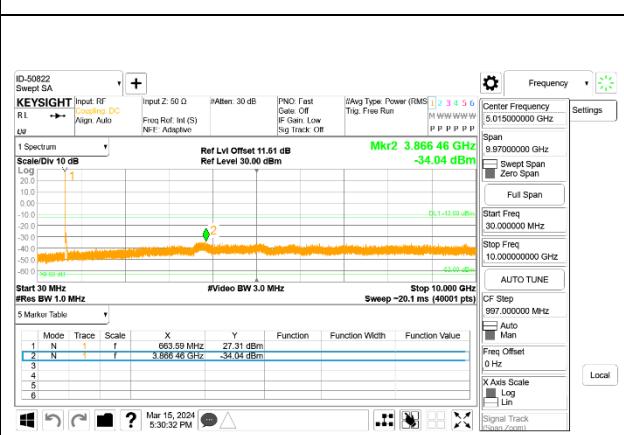 ID-50822
Swept SA
Frequency
KEYSIGHT
R L
Input: RF
Coupling: DC
Align: Auto
Input Z: 50 Ω
Freq Ref: Int (S)
NFE: Adaptive
#Atten: 30 dB
PNO: Fast
Gate: Off
IF Gain: Low
Sig Track: Off
#Avg Type: Power (RMS
Trig: Free Run
1 2 3 4 5 6
M W W W W W
P P P P P P
Center Frequency
5.015000000 GHz
Settings
1 Spectrum
Scale/Div 10 dB
Log
Ref Lvl Offset 11.61 dB
Ref Level 30.00 dBm
Mkr2 3.866 46 GHz
-34.04 dBm
Span
9.97000000 GHz
Swept Span
Zero Span
Full Span
20.0
10.0
0.00
-10.0
-20.0
-30.0
-40.0
-50.0
-60.0
1
2
DL1 -13.00 dBm
Start Freq
30.000000 MHz
Stop Freq
10.000000000 GHz
AUTO TUNE
Start 30 MHz
#Res BW 1.0 MHz
#Video BW 3.0 MHz
Stop 10.000 GHz
Sweep ~20.1 ms (40001 pts)
CF Step
997.000000 MHz
Auto
Man
5 Marker Table
Mode Trace Scale X Y Function Function Width Function Value
1 N 1 f 663.59 MHz 27.31 dBm
2 N 1 f 3.866 46 GHz -34.04 dBm
3
4
5
6
Freq Offset
0 Hz
X Axis Scale
Log
Lin
Local
Signal Track
(Span Zoom)
?
Mar 15, 2024
5:30:32 PM